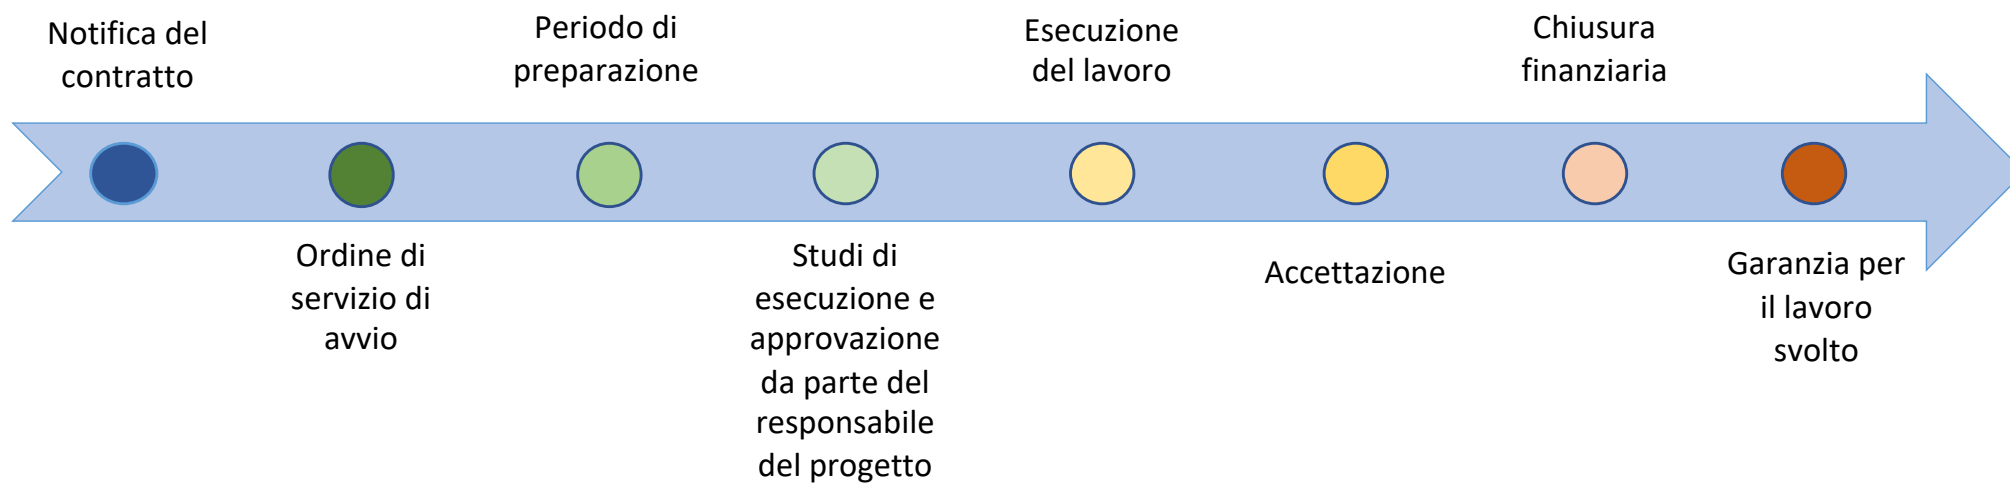 Notifica del
contratto
Ordine di
servizio di
avvio
Periodo di
preparazione
Studi di
esecuzione e
approvazione
da parte del
responsabile
del progetto
Esecuzione
del lavoro
Accettazione
Chiusura
finanziaria
Garanzia per
il lavoro
svolto